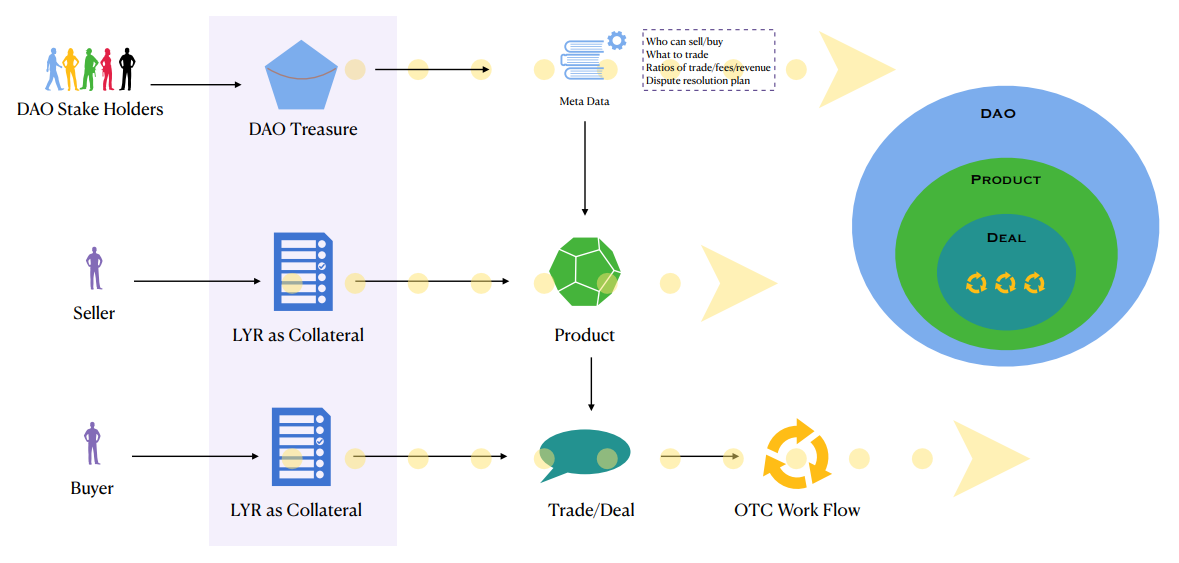 Who can sell/buy
What to trade
Ratios of trade/fees/revenue
Dispute resolution plan
Meta Data
DAO Stake Holders
DAO Treasure
DAO
PRODUCT
DEAL
Seller
LYR as Collateral
Product
Buyer
LYR as Collateral
Trade/Deal
OTC Work Flow